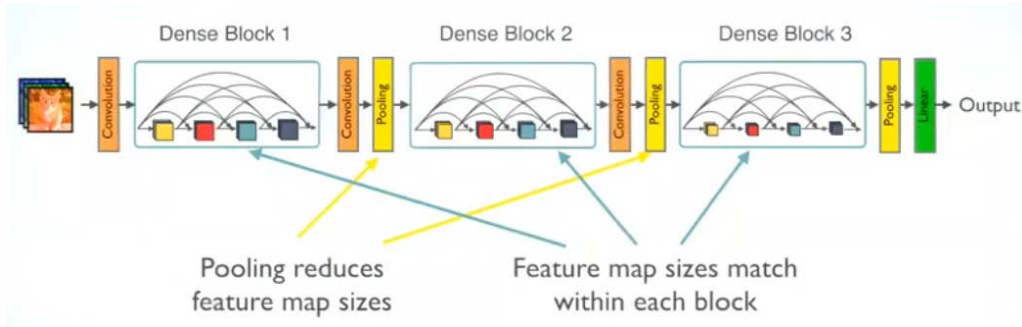 Dense Block 1
Dense Block 2
Dense Block 3
Convolution
Convolution
Pooling
Convolution
Pooling
Pooling
Linear
Output
Pooling reduces
feature map sizes
Feature map sizes match
within each block